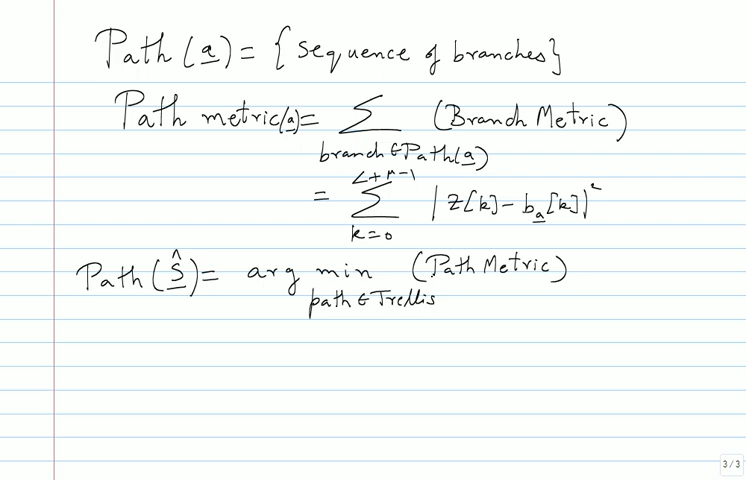 Path (a) = { sequence of branches}
Path metric(a) = ∑ (Branch Metric)
branch ∈ Path(a)
L+μ-1
= ∑ |z[k] - ba[k]|²
k=0
Path (Ŝ) = arg min (Path Metric)
path ∈ Trellis
3/3